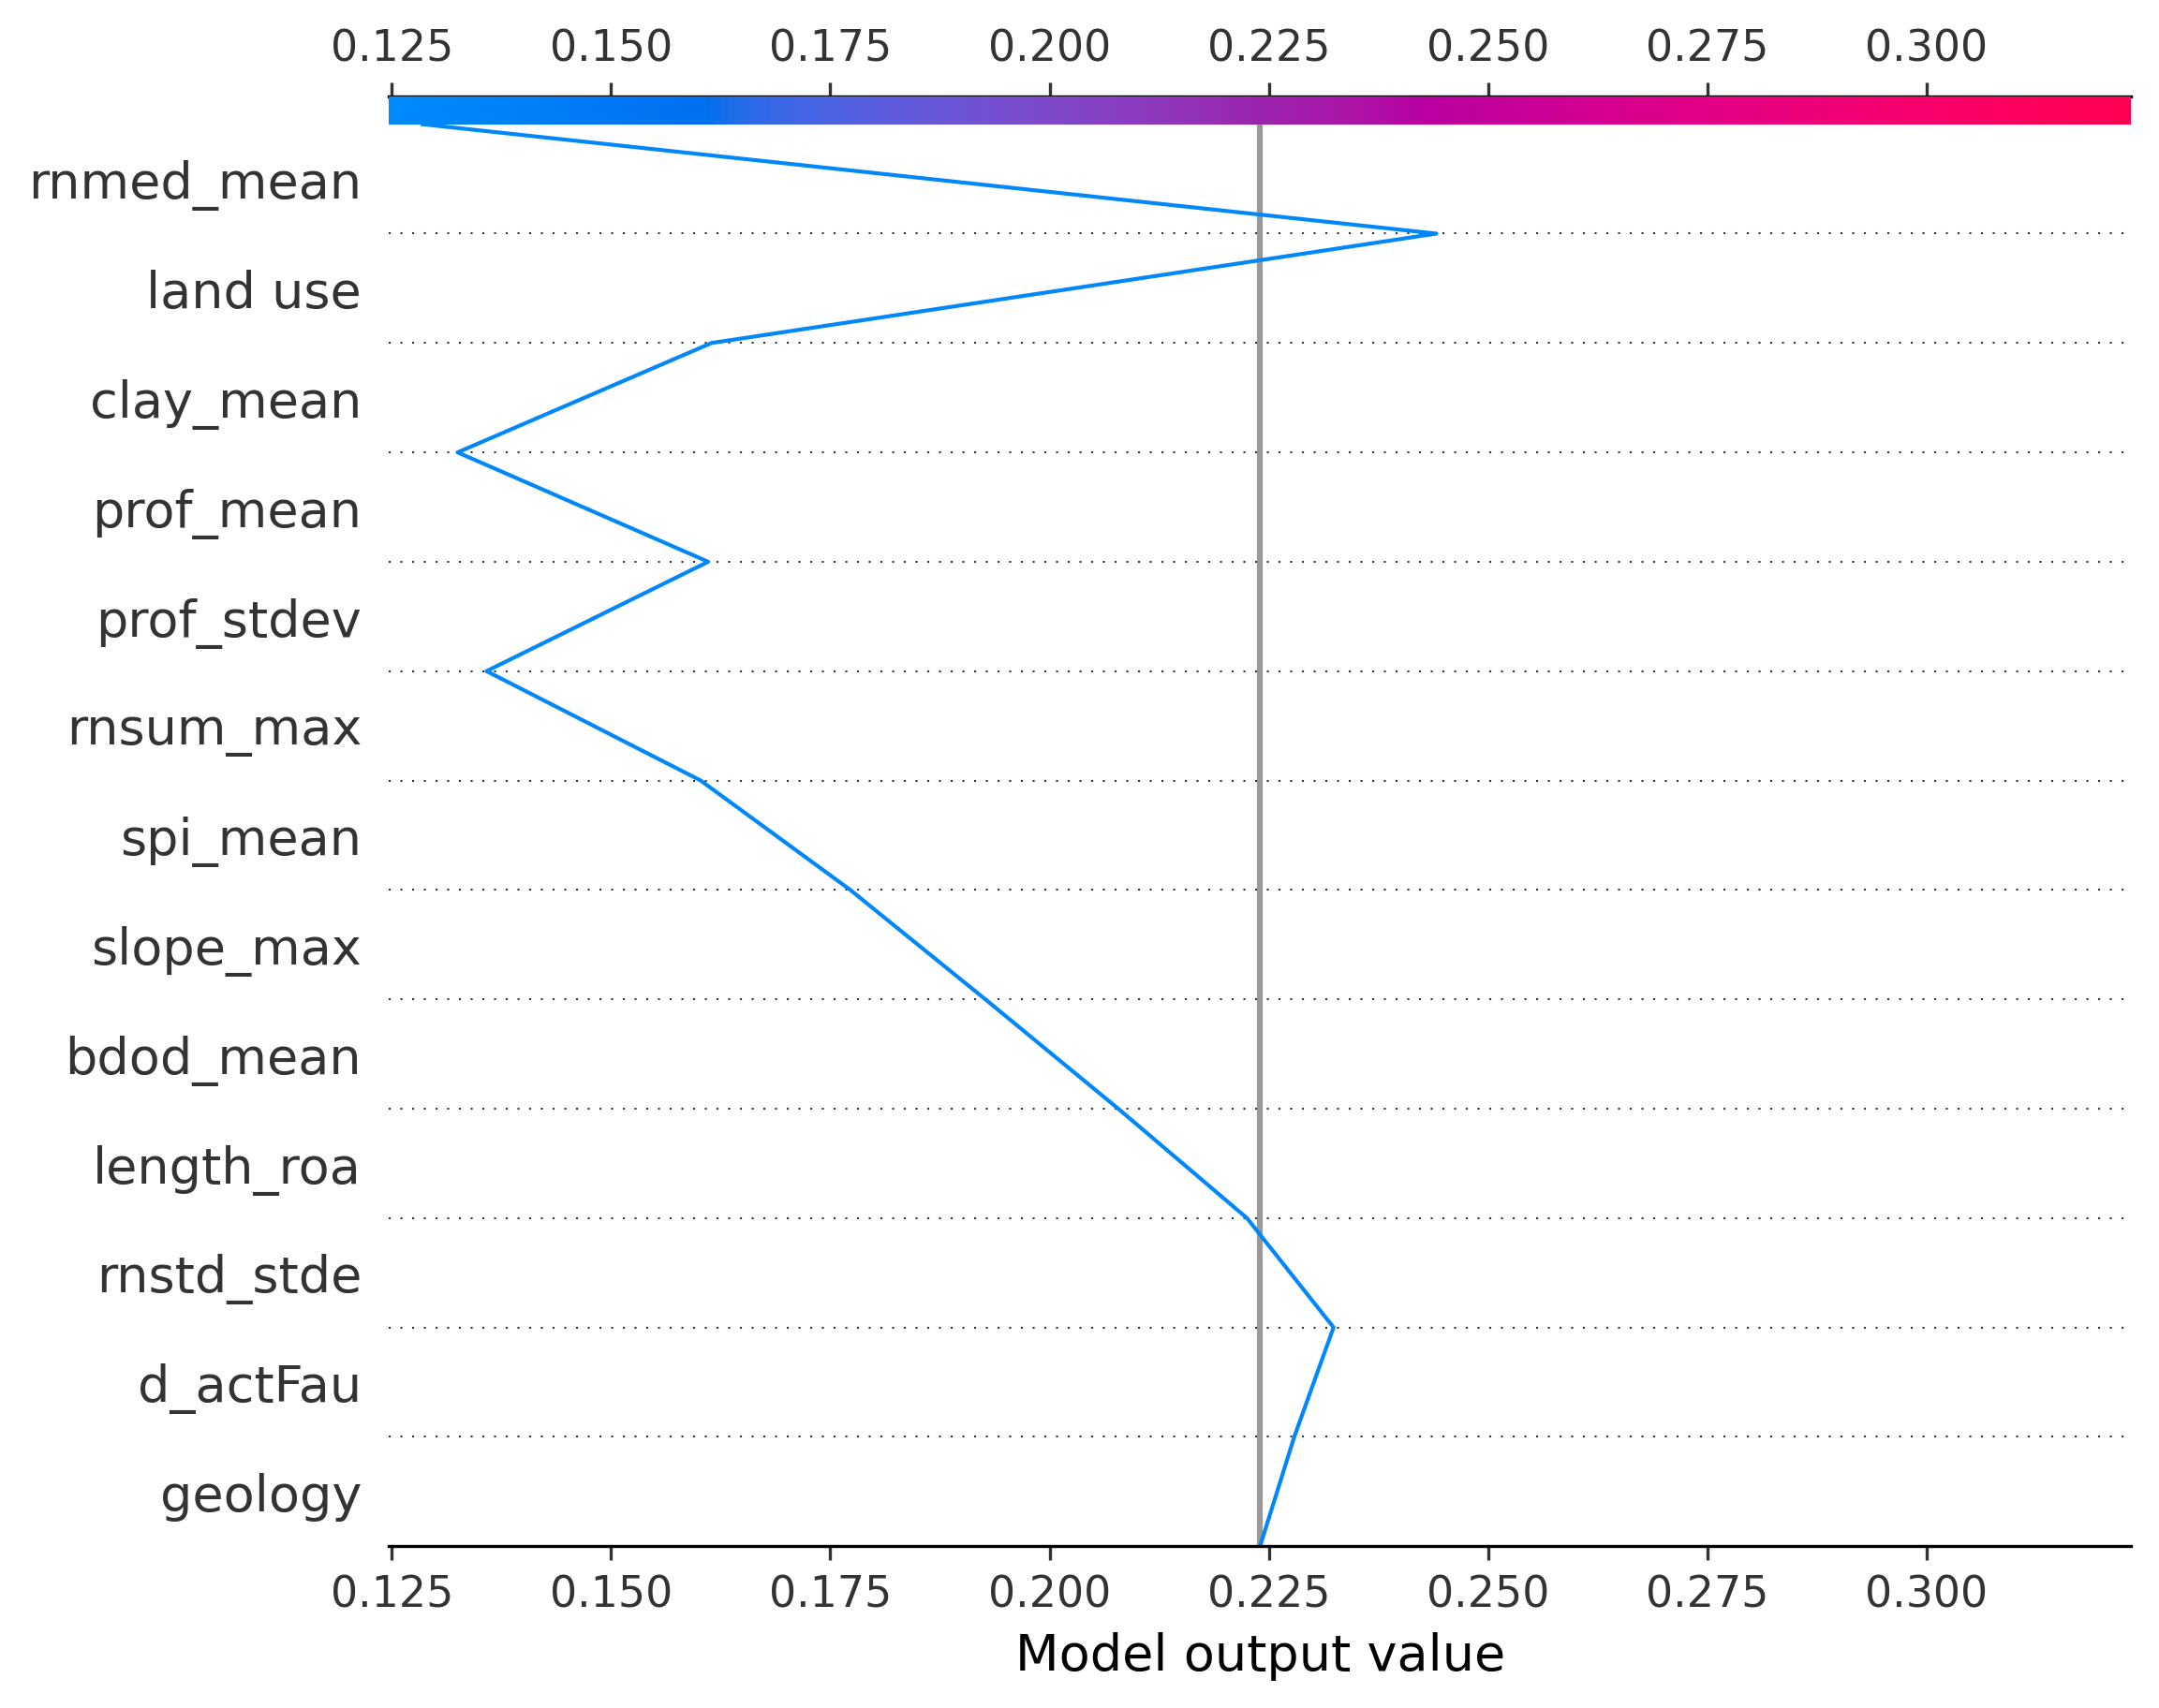 0.125 0.150 0.175 0.200 0.225 0.250 0.275 0.300
rnmed_mean
land use
clay_mean
prof_mean
prof_stdev
rnsum_max
spi_mean
slope_max
bdod_mean
length_roa
rnstd_stde
d_actFau
geology
0.125 0.150 0.175 0.200 0.225 0.250 0.275 0.300
Model output value